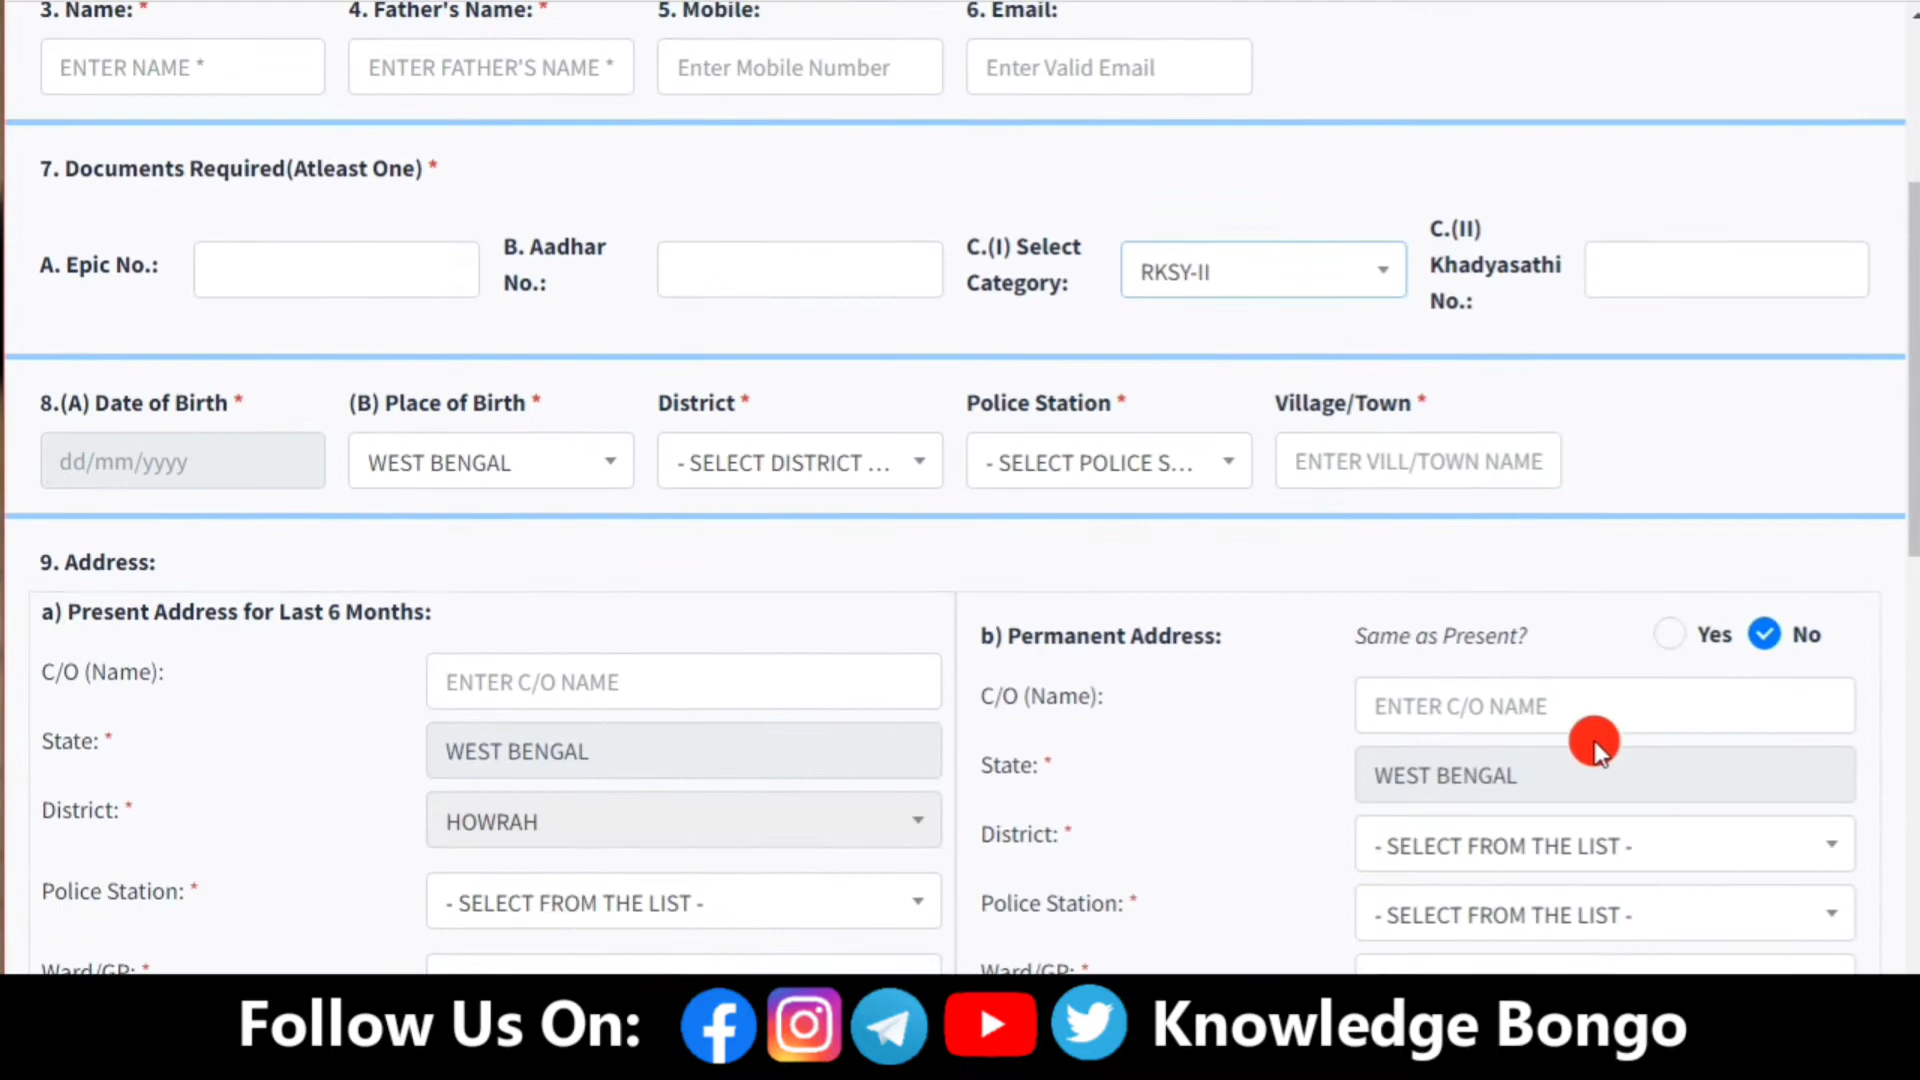 3. Name: * 4. Father's Name: * 5. Mobile: 6. Email:
ENTER NAME * ENTER FATHER'S NAME * Enter Mobile Number Enter Valid Email
7. Documents Required(Atleast One) *
A. Epic No.: B. Aadhar No.: C.(I) Select Category: RKSY-II C.(II) Khadyasathi No.:
8.(A) Date of Birth * (B) Place of Birth * District * Police Station * Village/Town *
dd/mm/yyyy WEST BENGAL - SELECT DISTRICT ... - SELECT POLICE S... ENTER VILL/TOWN NAME
9. Address:
a) Present Address for Last 6 Months:
C/O (Name): ENTER C/O NAME
State: * WEST BENGAL
District: * HOWRAH
Police Station: * - SELECT FROM THE LIST -
Ward/GP: *
b) Permanent Address: Same as Present? Yes No
C/O (Name): ENTER C/O NAME
State: * WEST BENGAL
District: * - SELECT FROM THE LIST -
Police Station: * - SELECT FROM THE LIST -
Ward/GP: *
Follow Us On: Knowledge Bongo